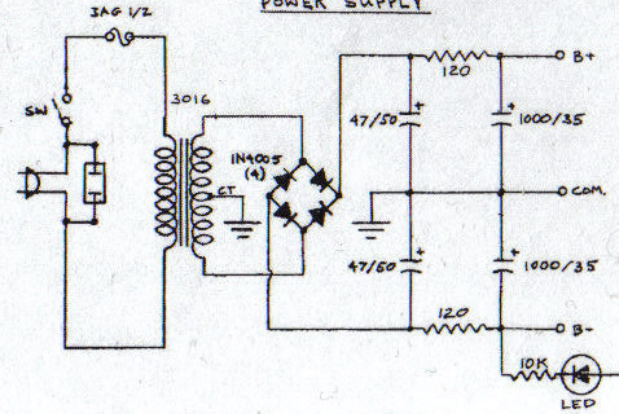 POWER SUPPLY
3AG 1/2
SW
3016
CT
1N4005
(4)
47/50
120
1000/35
B+
COM.
47/50
120
1000/35
B-
10K
LED